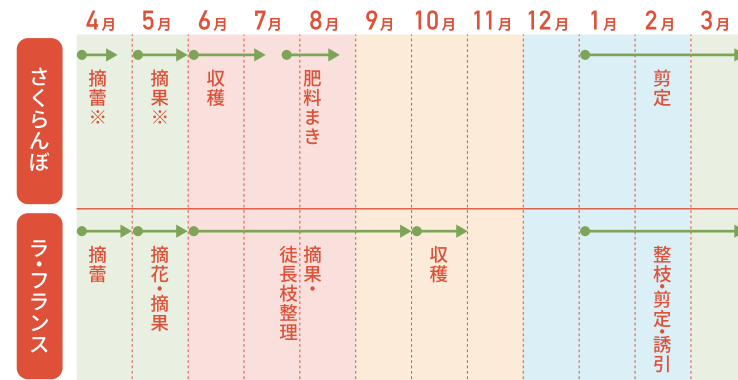 4月 5月 6月 7月 8月 9月 10月 11月 12月 1月 2月 3月
さくらんぼ
摘蕾※
摘果※
収穫
肥料まき
剪定
ラ・フランス
摘蕾
摘花・摘果
摘果・
徒長枝整理
収穫
整枝・剪定・誘引